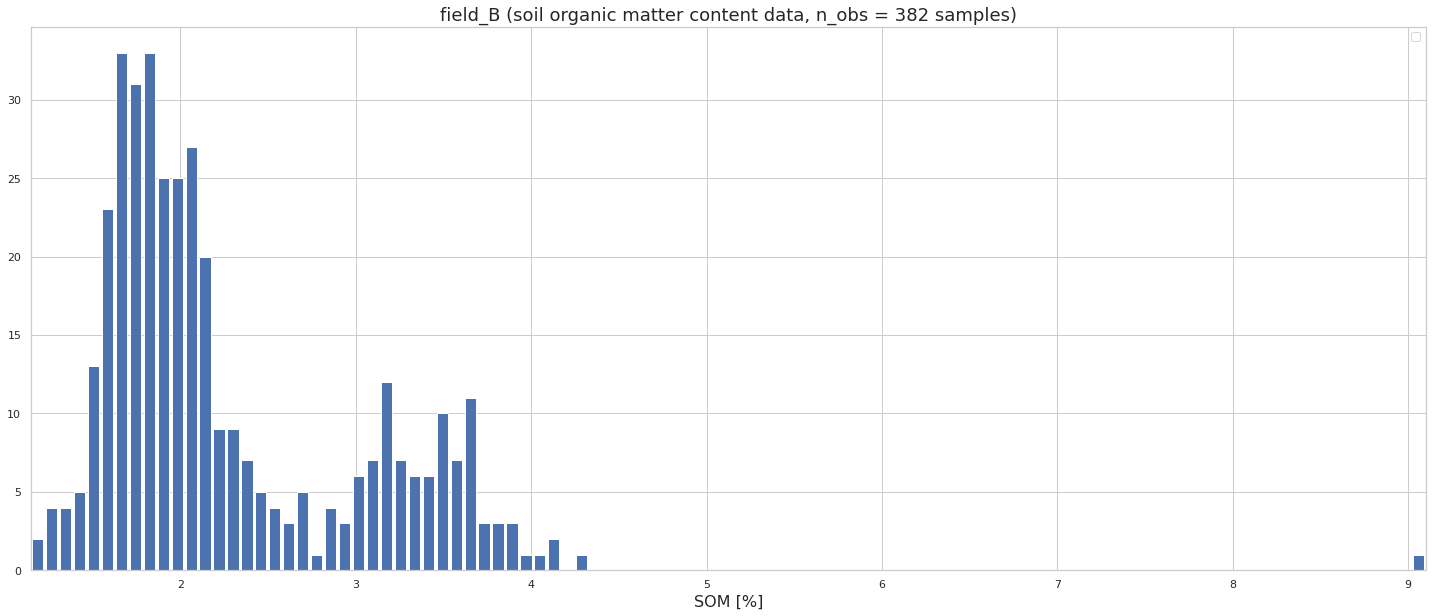 field_B (soil organic matter content data, n_obs = 382 samples)
30
25
20
15
10
5
0
2 3 4 5 6 7 8 9
SOM [%]